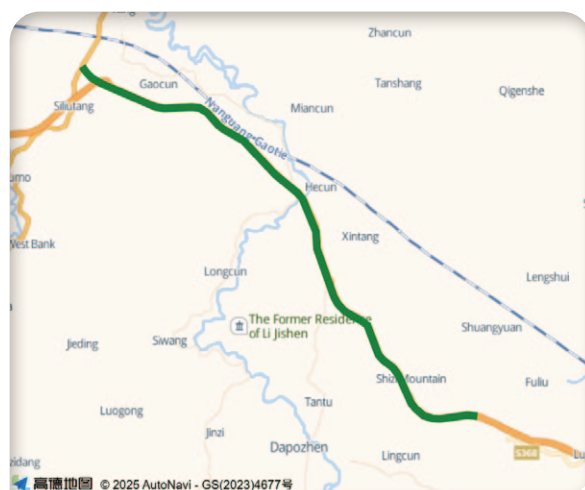 Zhancun
Gaocun
Tanshang
Qigenshe
Siliutang
Miancun
Nanguang-Gaotie
umo
Hecun
Xintang
West Bank
Longcun
Lengshui
The Former Residence
of Li Jishen
Shuangyuan
Jieding
Siwang
Shizi Mountain
Fuliu
Luogong
Tantu
Jinzi
Dapozhen
Lingcun
S368
Lu
zidang
高德地图 © 2025 AutoNavi - GS(2023)4677号